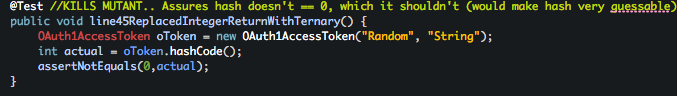 @Test //KILLS MUTANT.. Assures hash doesn't == 0, which it shouldn't (would make hash very guessable)
public void line45ReplacedIntegerReturnWithTernary() {
OAuth1AccessToken oToken = new OAuth1AccessToken("Random", "String");
int actual = oToken.hashCode();
assertNotEquals(0,actual);
}